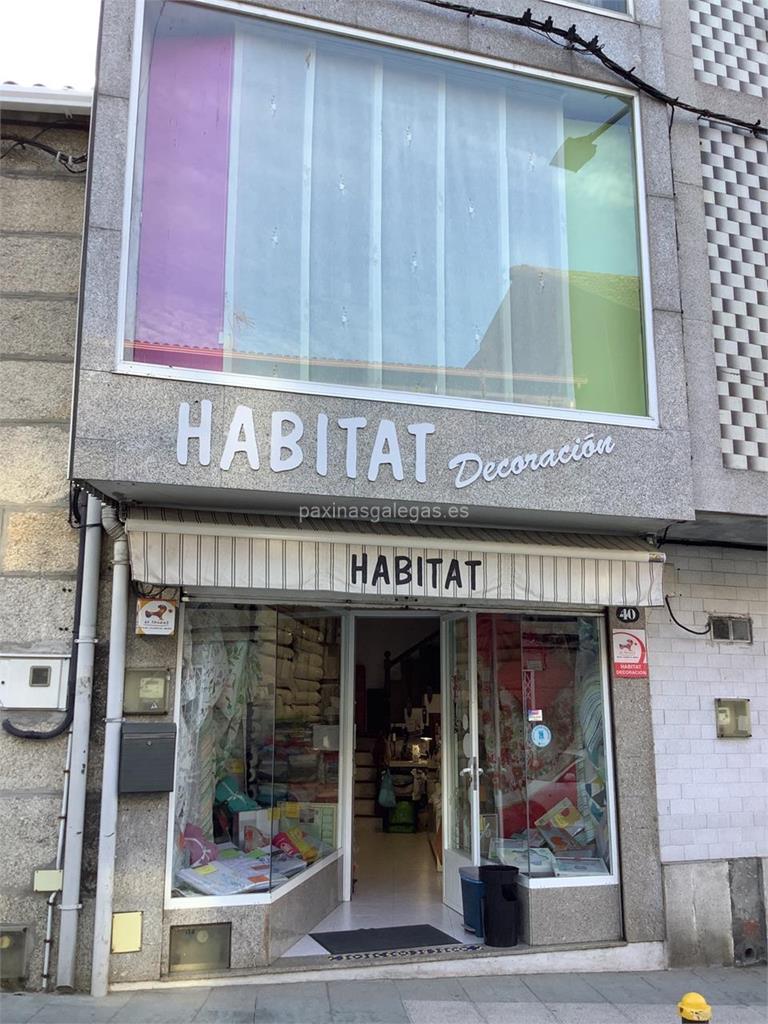 HABITAT Decoración
paxinasgalegas.es
HABITAT
40
HABITAT
DECORACIÓN